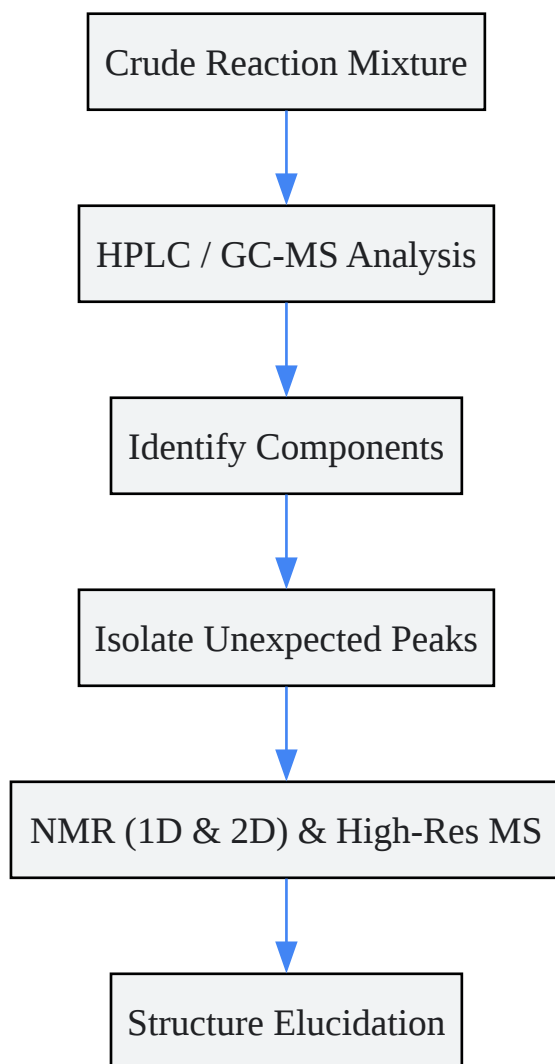 Crude Reaction Mixture
HPLC / GC-MS Analysis
Identify Components
Isolate Unexpected Peaks
NMR (1D & 2D) & High-Res MS
Structure Elucidation